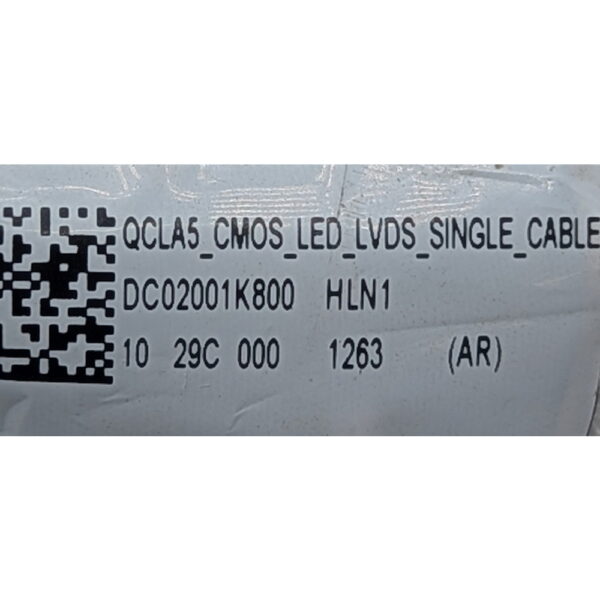 QCLA5_CMOS_LED_LVDS_SINGLE_CABLE
DC02001K800 HLN1
10 29C 000 1263 (AR)